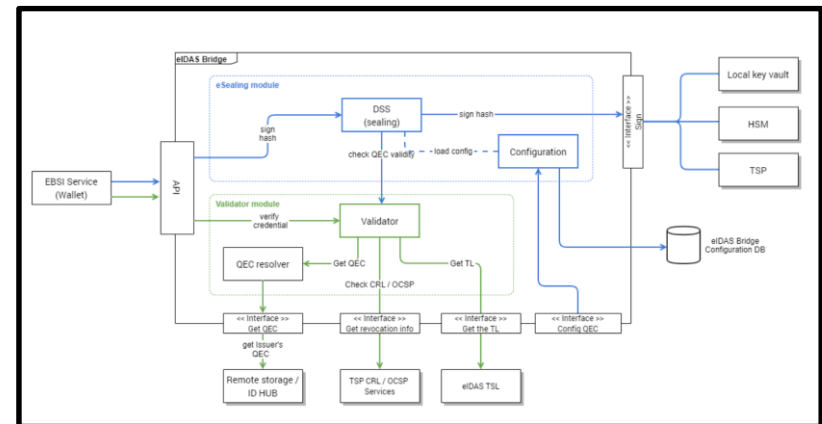 eIDAS Bridge
eSealing module
DSS
(sealing)
sign hash
sign
hash
check QEC validity
load config
Configuration
<< Interface >>
Sign
Local key vault
HSM
TSP
EBSI Service
(Wallet)
API
Validator module
verify
credential
Validator
QEC resolver
Get QEC
Get TL
Check CRL / OCSP
eIDAS Bridge
Configuration DB
<< Interface >>
Get QEC
<< Interface >>
Get revocation info
<< Interface >>
Get the TL
<< Interface >>
Config QEC
get Issuer's
QEC
Remote storage /
ID HUB
TSP CRL / OCSP
Services
eIDAS TSL